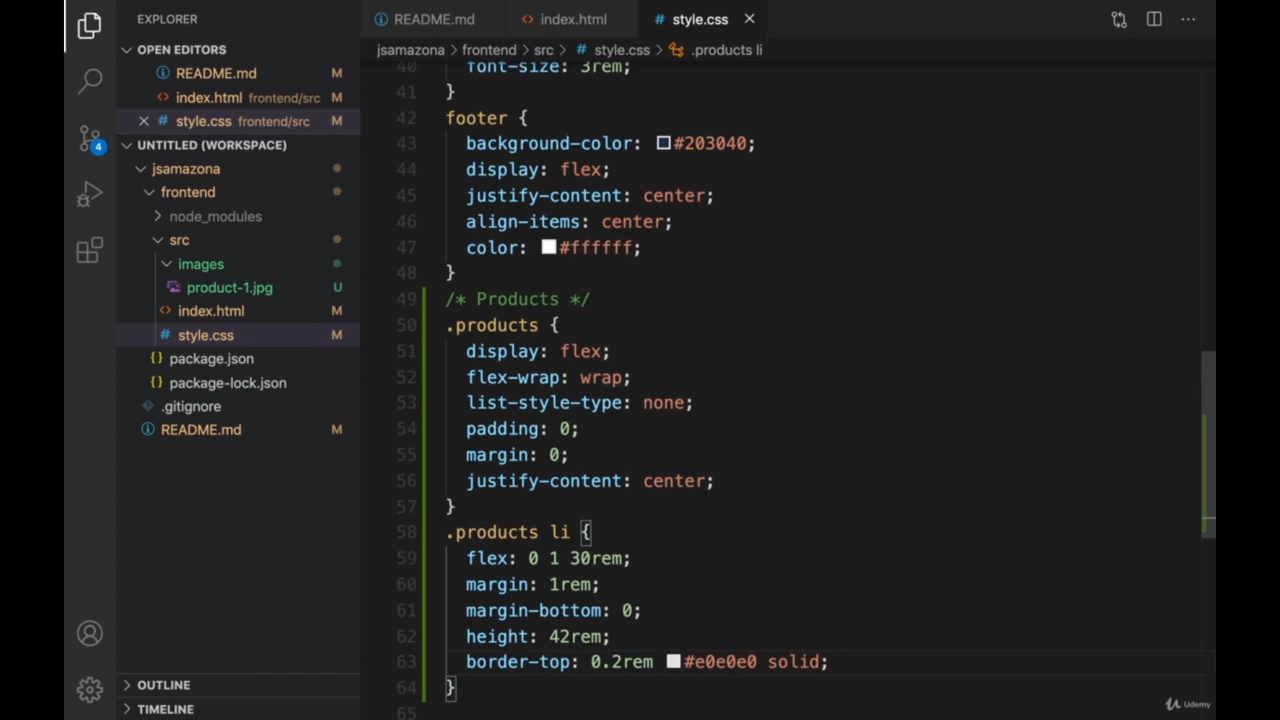 EXPLORER
README.md
index.html
# style.css
OPEN EDITORS
jsamazona > frontend > src > # style.css > .products li
README.md M
index.html frontend/src M
# style.css frontend/src M
UNTITLED (WORKSPACE)
jsamazona
frontend
node_modules
src
images
product-1.jpg U
index.html M
# style.css M
{} package.json
{} package-lock.json
.gitignore
README.md M
OUTLINE
TIMELINE
4
40 font-size: 3rem;
41 }
42 footer {
43 background-color: #203040;
44 display: flex;
45 justify-content: center;
46 align-items: center;
47 color: #ffffff;
48 }
49 /* Products */
50 .products {
51 display: flex;
52 flex-wrap: wrap;
53 list-style-type: none;
54 padding: 0;
55 margin: 0;
56 justify-content: center;
57 }
58 .products li {
59 flex: 0 1 30rem;
60 margin: 1rem;
61 margin-bottom: 0;
62 height: 42rem;
63 border-top: 0.2rem #e0e0e0 solid;
64 }
65
Udemy